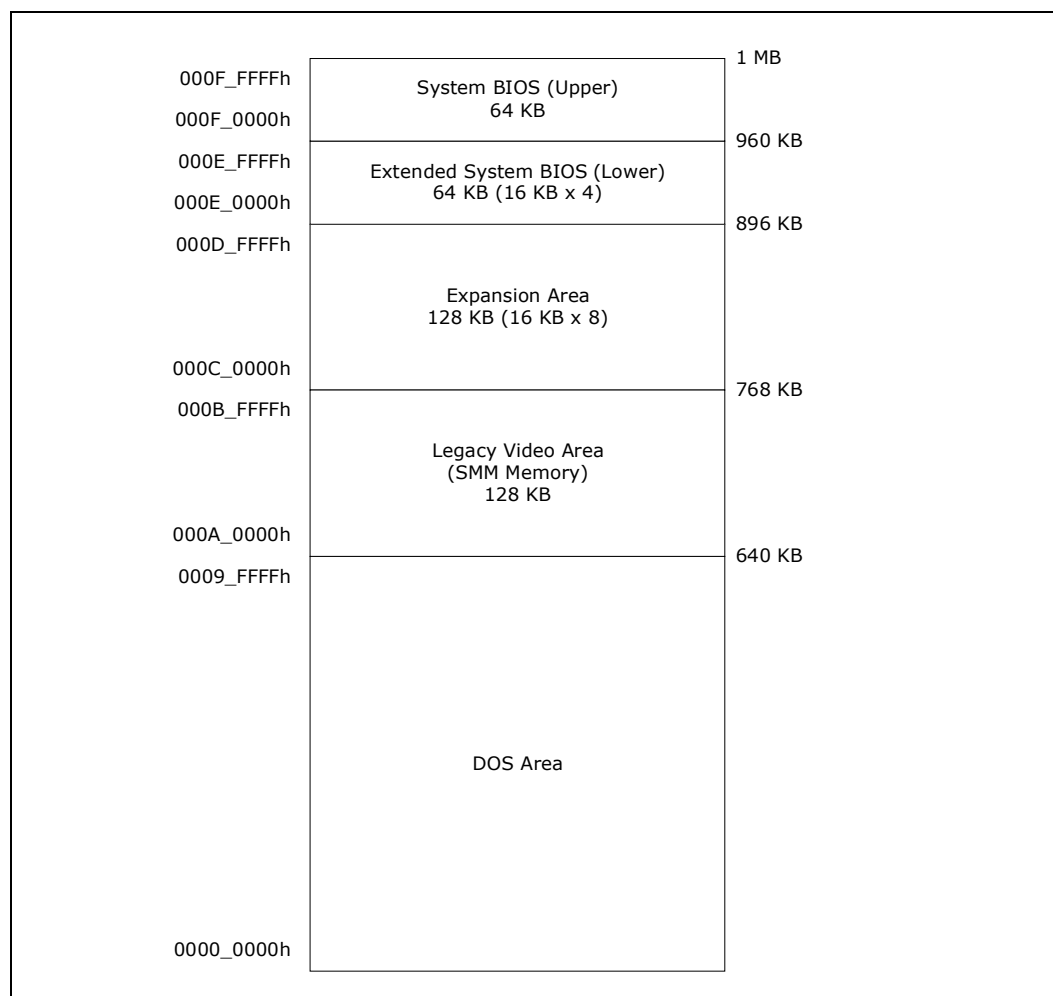 1 MB
000F_FFFFh
System BIOS (Upper)
64 KB
000F_0000h
960 KB
000E_FFFFh
Extended System BIOS (Lower)
64 KB (16 KB x 4)
000E_0000h
896 KB
000D_FFFFh
Expansion Area
128 KB (16 KB x 8)
000C_0000h
768 KB
000B_FFFFh
Legacy Video Area
(SMM Memory)
128 KB
000A_0000h
640 KB
0009_FFFFh
DOS Area
0000_0000h